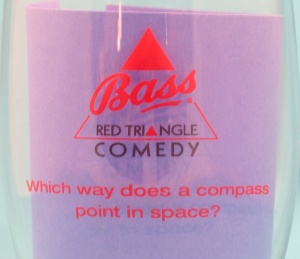 Bass
RED TRIANGLE
COMEDY
Which way does a compass
point in space?